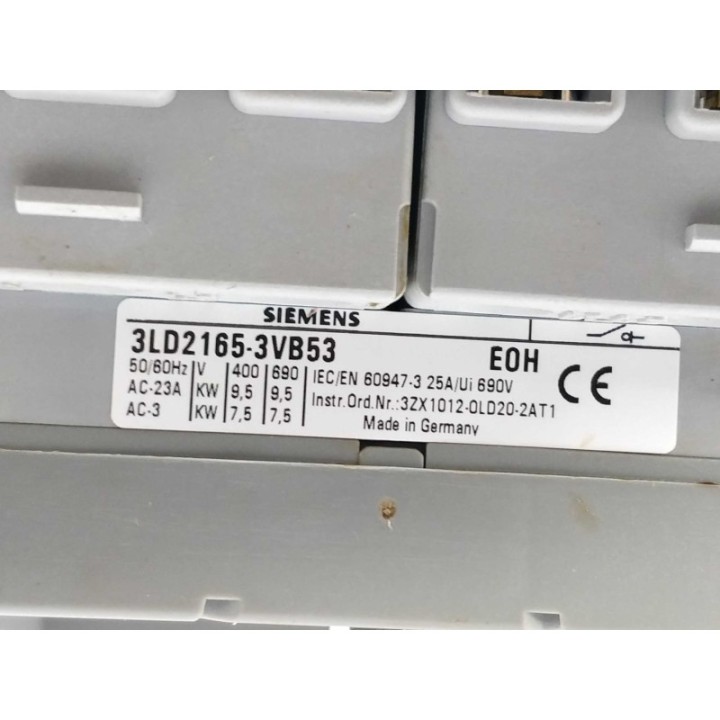 SIEMENS
3LD2165-3VB53 EOH
50/60Hz V 400 690 IEC/EN 60947-3 25A/Ui 690V CE
AC-23A KW 9,5 9,5 Instr.Ord.Nr.:3ZX1012-0LD20-2AT1
AC-3 KW 7,5 7,5 Made in Germany